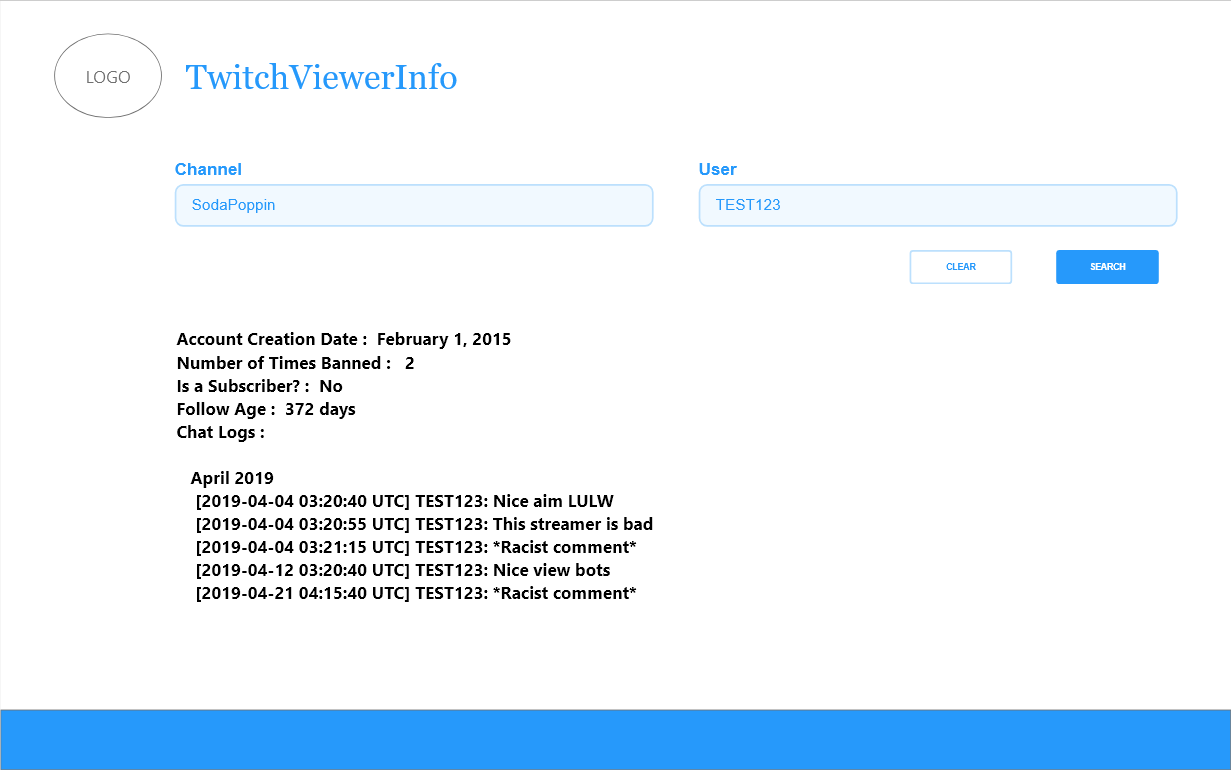 LOGO
TwitchViewerInfo
Channel
User
SodaPoppin
TEST123
CLEAR
SEARCH
Account Creation Date : February 1, 2015
Number of Times Banned : 2
Is a Subscriber? : No
Follow Age : 372 days
Chat Logs :
April 2019
[2019-04-04 03:20:40 UTC] TEST123: Nice aim LULW
[2019-04-04 03:20:55 UTC] TEST123: This streamer is bad
[2019-04-04 03:21:15 UTC] TEST123: *Racist comment*
[2019-04-12 03:20:40 UTC] TEST123: Nice view bots
[2019-04-21 04:15:40 UTC] TEST123: *Racist comment*